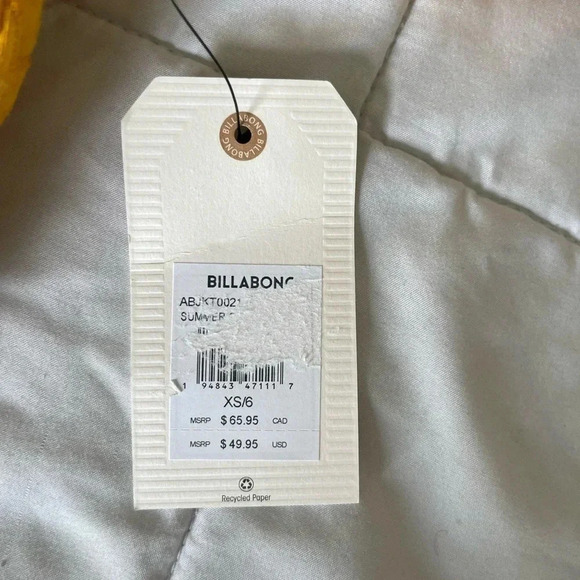 BILLABONG BILLABONG
BILLABONG
ABJKT0021
SUMMER
1 94843 47111 7
XS/6
MSRP $65.95 CAD
MSRP $49.95 USD
Recycled Paper